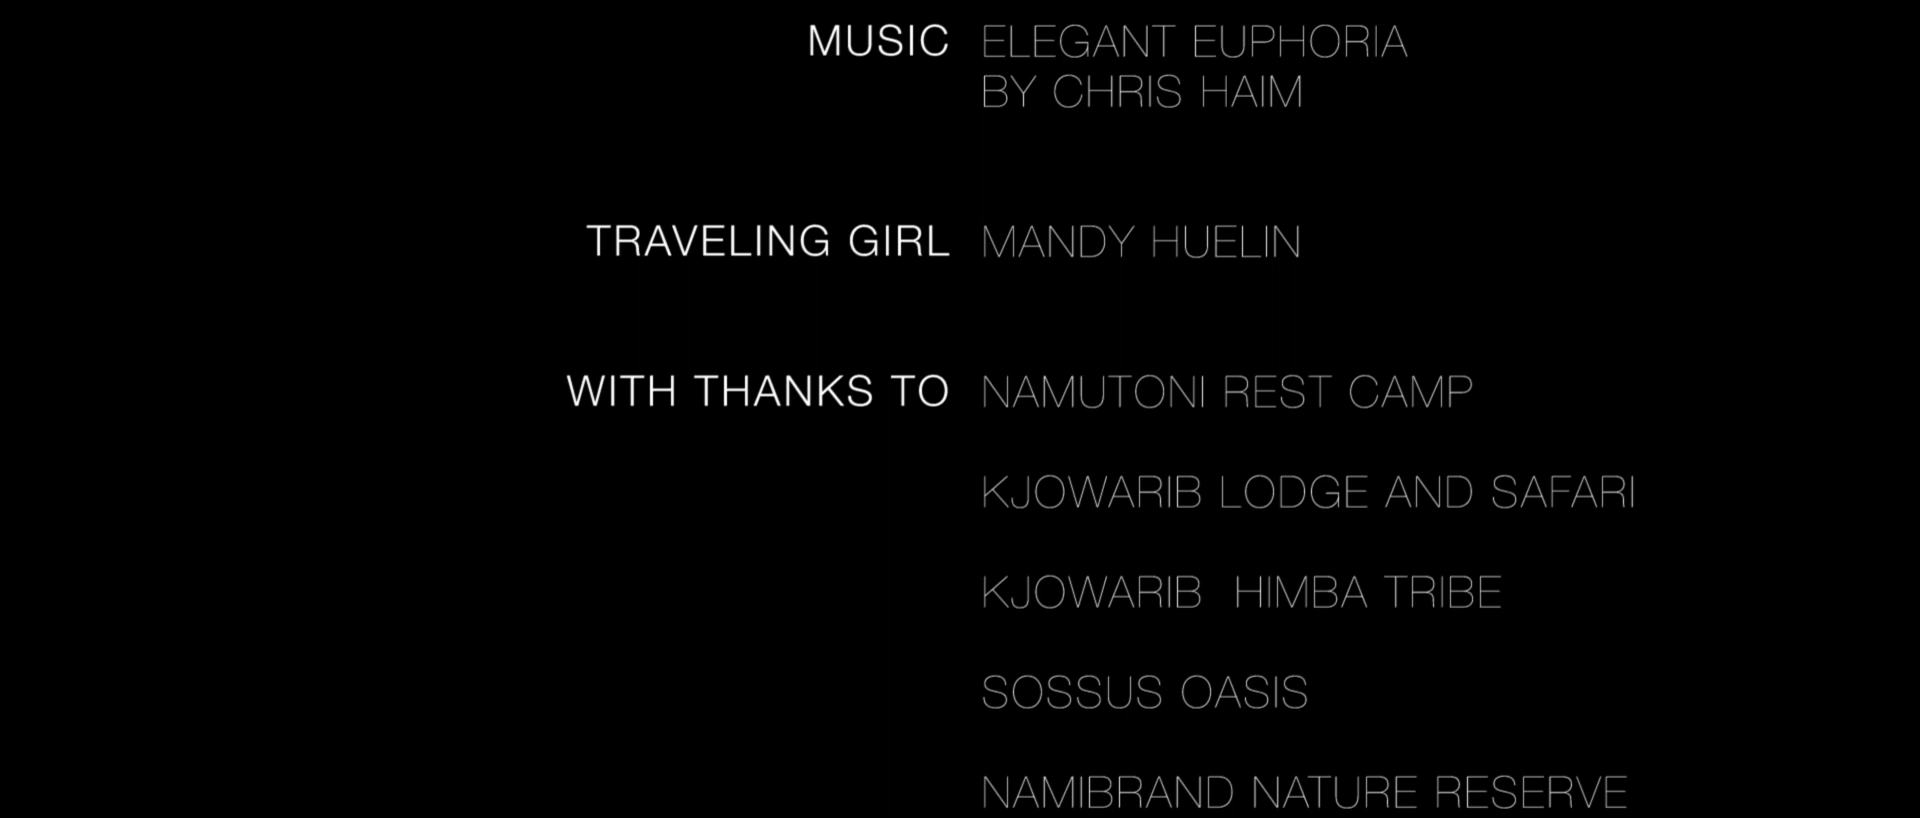 MUSIC ELEGANT EUPHORIA
BY CHRIS HAIM
TRAVELING GIRL MANDY HUELIN
WITH THANKS TO NAMUTONI REST CAMP
KJOWARIB LODGE AND SAFARI
KJOWARIB HIMBA TRIBE
SOSSUS OASIS
NAMIBRAND NATURE RESERVE